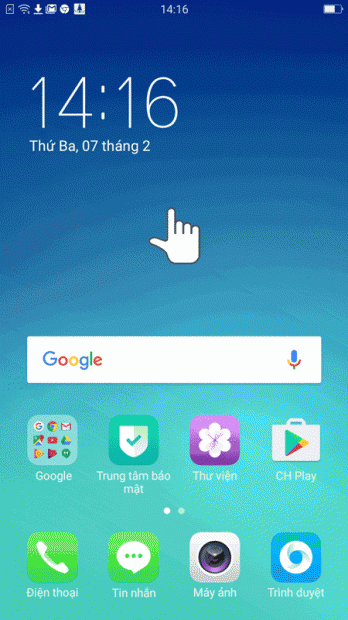 14:16
14:16
Thứ Ba, 07 tháng 2
Google
Google
Trung tâm bảo
mật
Thư viện
CH Play
Điện thoại
Tin nhắn
Máy ảnh
Trình duyệt